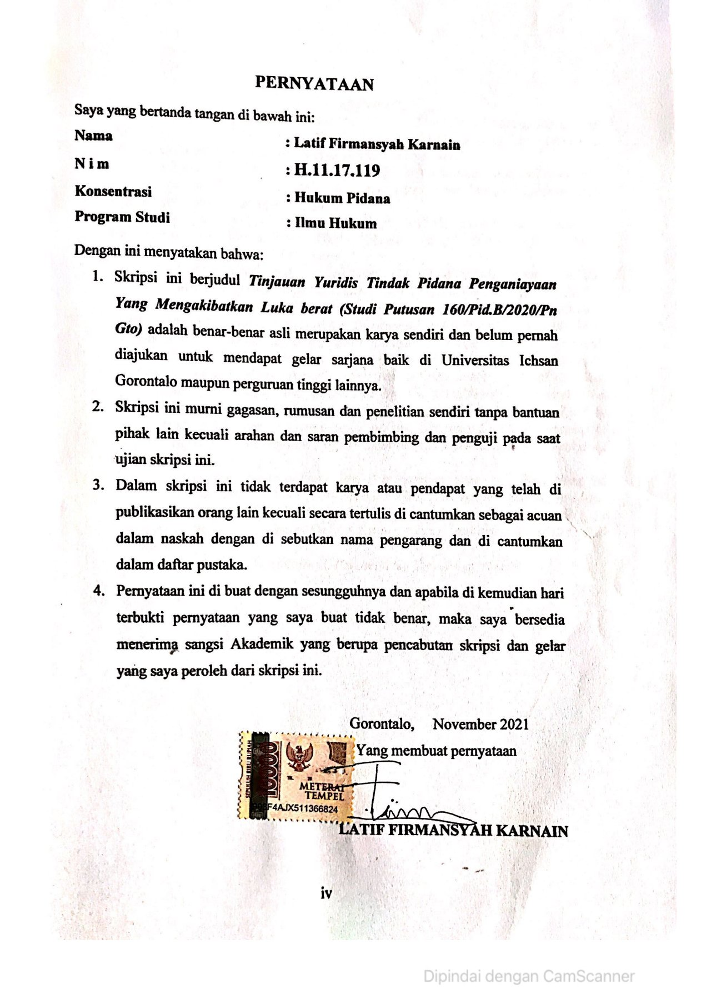 PERNYATAAN
Saya yang bertanda tangan di bawah ini:
Nama : Latif Firmansyah Karnain
N i m : H.11.17.119
Konsentrasi : Hukum Pidana
Program Studi : Ilmu Hukum
Dengan ini menyatakan bahwa:
1. Skripsi ini berjudul Tinjauan Yuridis Tindak Pidana Penganiayaan
Yang Mengakibatkan Luka berat (Studi Putusan 160/Pid.B/2020/Pn
Gto) adalah benar-benar asli merupakan karya sendiri dan belum pernah
diajukan untuk mendapat gelar sarjana baik di Universitas Ichsan
Gorontalo maupun perguruan tinggi lainnya.
2. Skripsi ini murni gagasan, rumusan dan penelitian sendiri tanpa bantuan
pihak lain kecuali arahan dan saran pembimbing dan penguji pada saat
ujian skripsi ini.
3. Dalam skripsi ini tidak terdapat karya atau pendapat yang telah di
publikasikan orang lain kecuali secara tertulis di cantumkan sebagai acuan
dalam naskah dengan di sebutkan nama pengarang dan di cantumkan
dalam daftar pustaka.
4. Pernyataan ini di buat dengan sesungguhnya dan apabila di kemudian hari
terbukti pernyataan yang saya buat tidak benar, maka saya bersedia
menerima sangsi Akademik yang berupa pencabutan skripsi dan gelar
yang saya peroleh dari skripsi ini.
Gorontalo, November 2021
Yang membuat pernyataan
SEPULUH RIBU RUPIAH
10000
TGL. 20
METERAI
TEMPEL
F4AJX511366824
LATIF FIRMANSYAH KARNAIN
iv
Dipindai dengan CamScanner